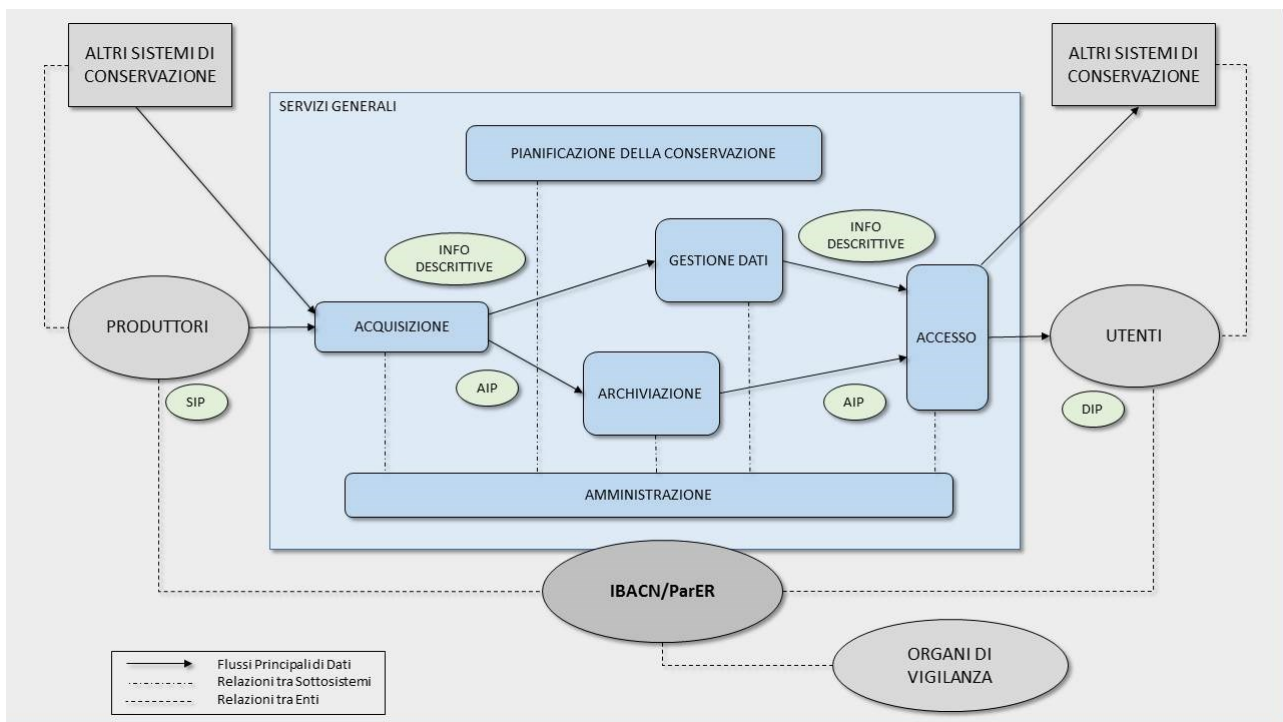 ALTRI SISTEMI DI
CONSERVAZIONE
ALTRI SISTEMI DI
CONSERVAZIONE
SERVIZI GENERALI
PIANIFICAZIONE DELLA CONSERVAZIONE
INFO
DESCRITTIVE
GESTIONE DATI
INFO
DESCRITTIVE
PRODUTTORI
ACQUISIZIONE
ACCESSO
UTENTI
SIP
AIP
ARCHIVIAZIONE
AIP
DIP
AMMINISTRAZIONE
IBACN/ParER
ORGANI DI
VIGILANZA
Flussi Principali di Dati
Relazioni tra Sottosistemi
Relazioni tra Enti